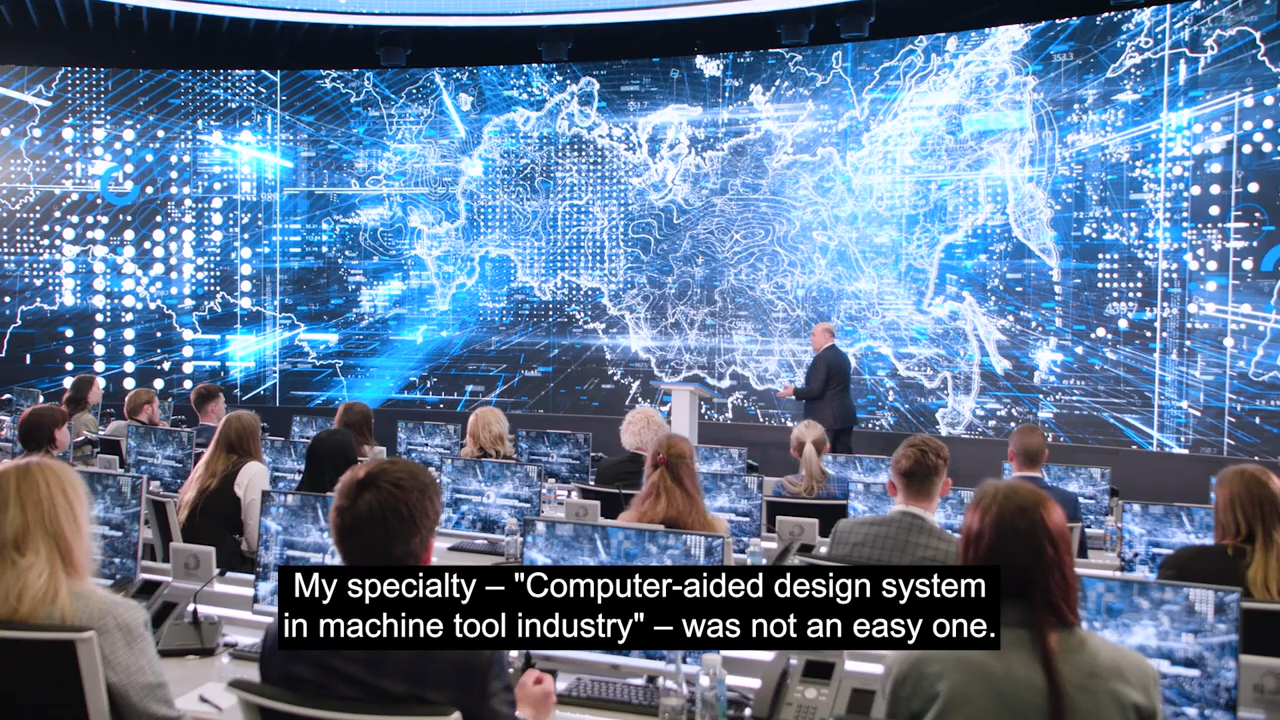 My specialty – "Computer-aided design system
in machine tool industry" – was not an easy one.